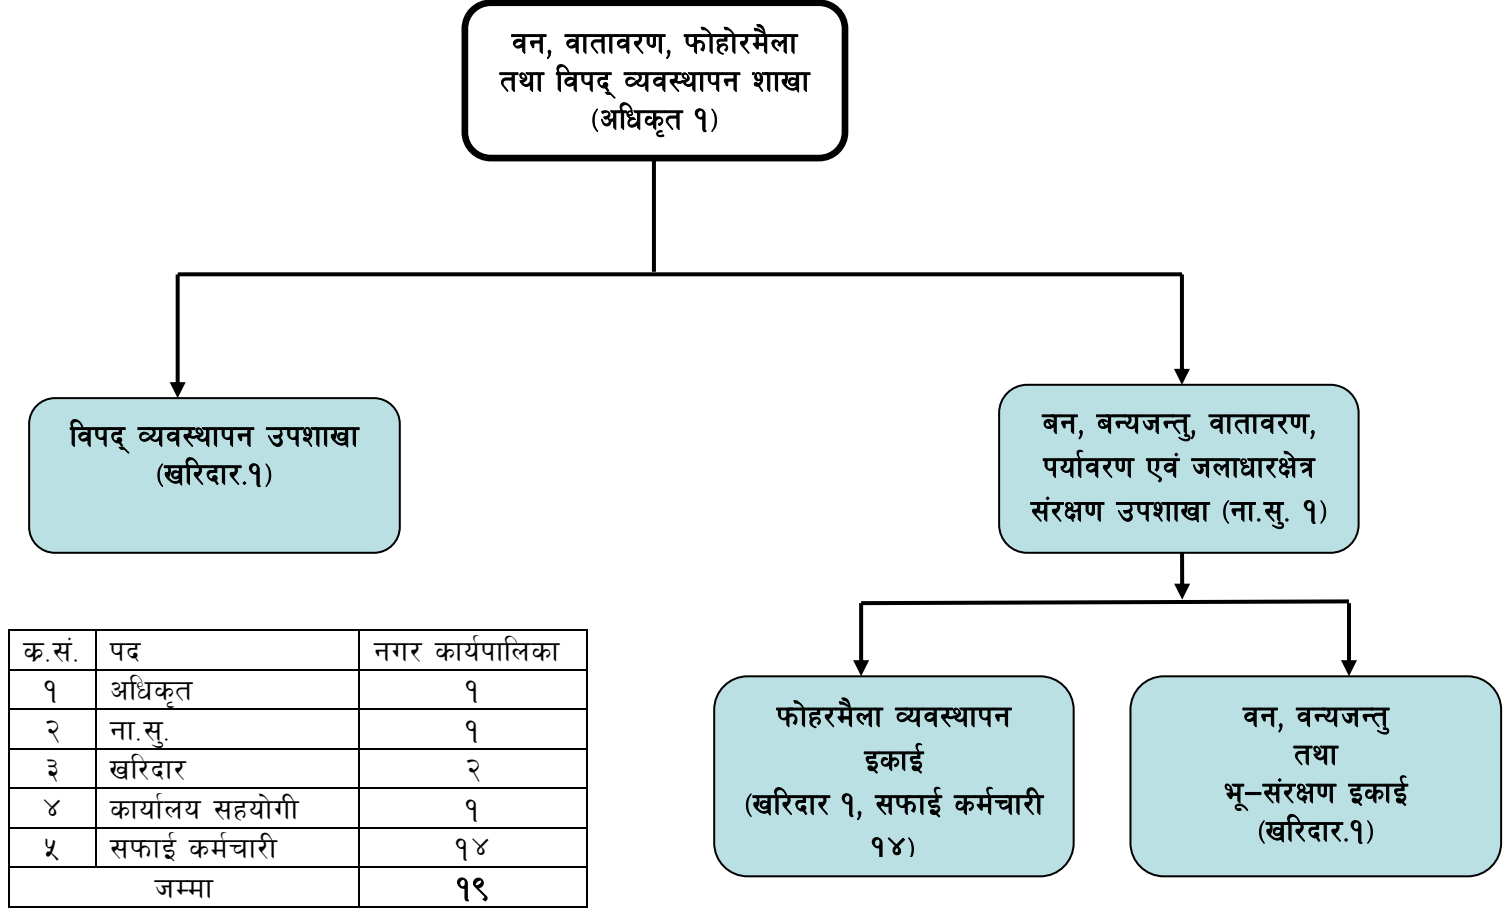 वन, वातावरण, फोहोरमैला
तथा विपद् व्यवस्थापन शाखा
(अधिकृत १)
विपद् व्यवस्थापन उपशाखा
(खरिदार.१)
बन, बन्यजन्तु, वातावरण,
पर्यावरण एवं जलाधारक्षेत्र
संरक्षण उपशाखा (ना.सु. १)
फोहरमैला व्यवस्थापन
इकाई
(खरिदार १, सफाई कर्मचारी
१४)
वन, वन्यजन्तु
तथा
भू–संरक्षण इकाई
(खरिदार.१)
क्र.सं. पद नगर कार्यपालिका
१ अधिकृत १
२ ना.सु. १
३ खरिदार २
४ कार्यालय सहयोगी १
५ सफाई कर्मचारी १४
जम्मा १९